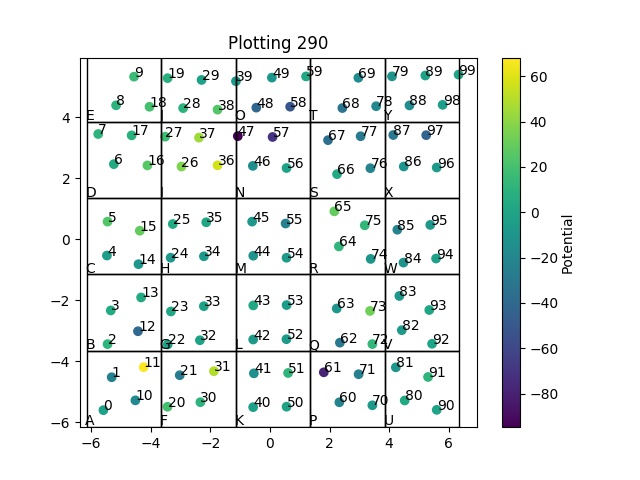 Plotting 290
9 19 29 39 49 59 69 79 89 99
8 18 28 38 48 58 68 78 88 98
E O T Y
7 17 27 37 47 57 67 77 87 97
6 16 26 36 46 56 66 76 86 96
D I N S X
5 15 25 35 45 55 65 75 85 95
4 14 24 34 44 54 64 74 84 94
C H M R W
3 13 23 33 43 53 63 73 83 93
2 12 22 32 42 52 62 72 82 92
B G L Q V
1 11 21 31 41 51 61 71 81 91
0 10 20 30 40 50 60 70 80 90
A F K P U
4
2
0
−2
−4
−6
−6 −4 −2 0 2 4 6
60
40
20
0
−20
−40
−60
−80
Potential